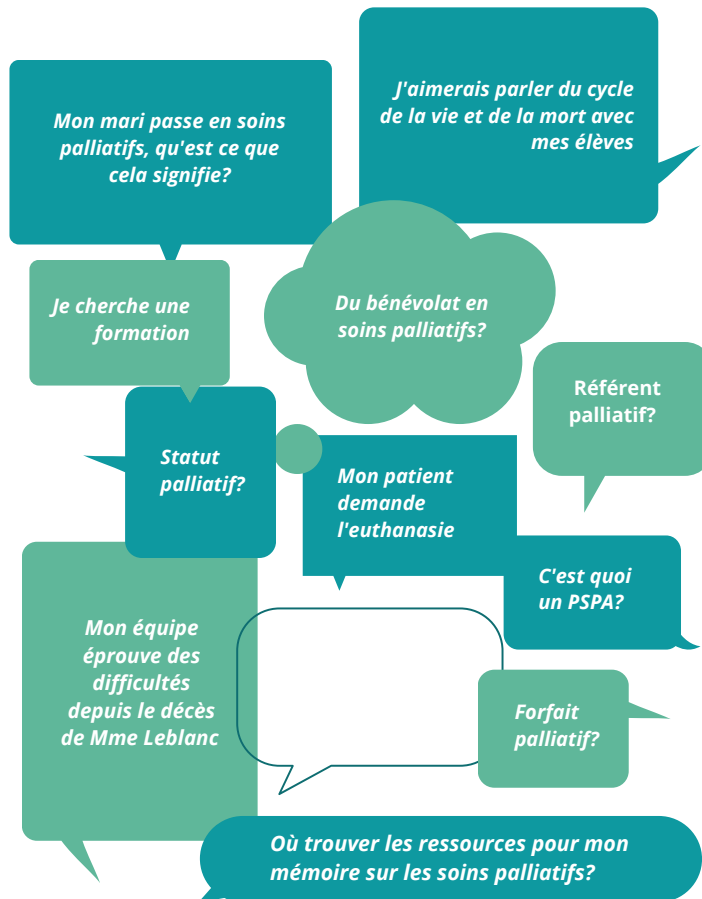 J'aimerais parler du cycle
de la vie et de la mort avec
mes élèves
Mon mari passe en soins
palliatifs, qu'est ce que
cela signifie?
Je cherche une
formation
Du bénévolat en
soins palliatifs?
Référent
palliatif?
Statut
palliatif?
Mon patient
demande
l'euthanasie
C'est quoi
un PSPA?
Mon équipe
éprouve des
difficultés
depuis le décès
de Mme Leblanc
Forfait
palliatif?
Où trouver les ressources pour mon
mémoire sur les soins palliatifs?